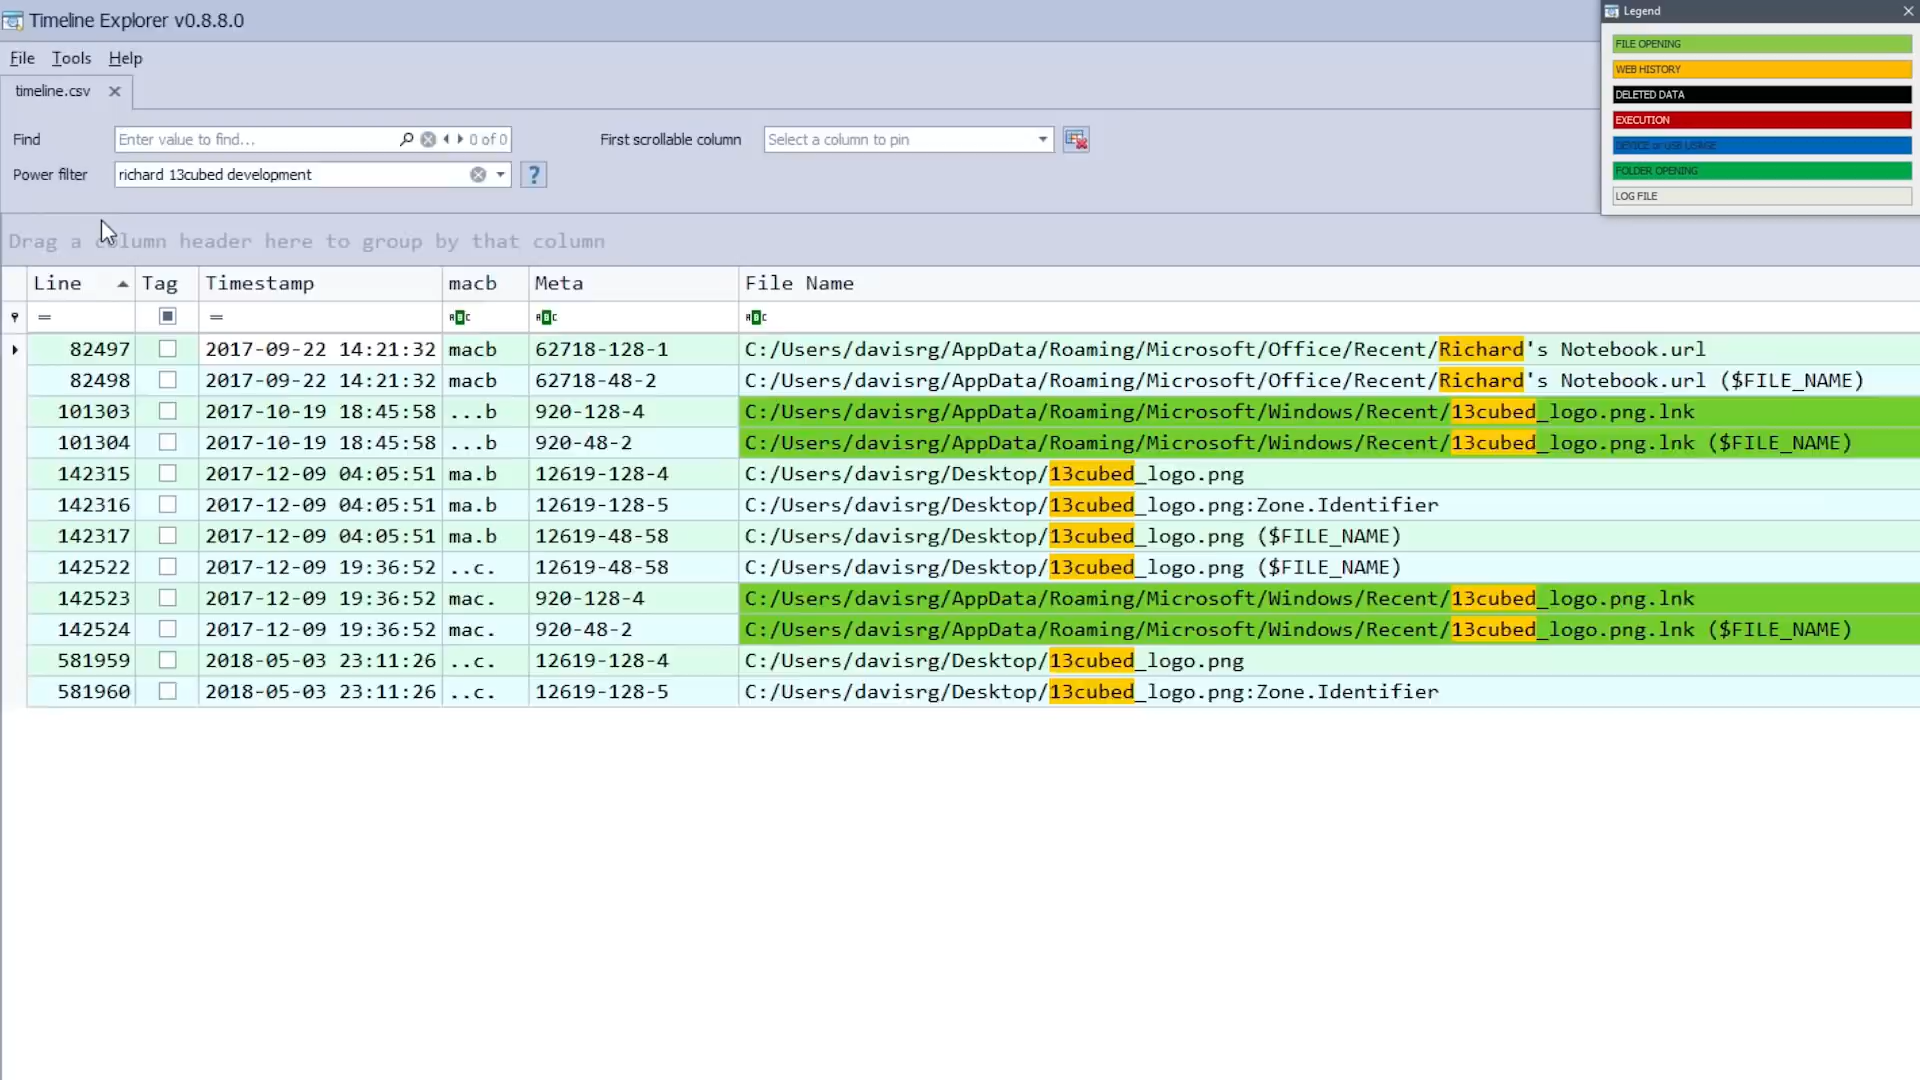 Timeline Explorer v0.8.8.0
Legend
File Tools Help
FILE OPENING
WEB HISTORY
DELETED DATA
EXECUTION
DEVICE or USB USAGE
FOLDER OPENING
LOG FILE
timeline.csv
Find Enter value to find... 0 of 0 First scrollable column Select a column to pin
Power filter richard 13cubed development ?
Drag a column header here to group by that column
Line Tag Timestamp macb Meta File Name
= = ABC ABC ABC
82497 2017-09-22 14:21:32 macb 62718-128-1 C:/Users/davisrg/AppData/Roaming/Microsoft/Office/Recent/Richard's Notebook.url
82498 2017-09-22 14:21:32 macb 62718-48-2 C:/Users/davisrg/AppData/Roaming/Microsoft/Office/Recent/Richard's Notebook.url ($FILE_NAME)
101303 2017-10-19 18:45:58 ...b 920-128-4 C:/Users/davisrg/AppData/Roaming/Microsoft/Windows/Recent/13cubed_logo.png.lnk
101304 2017-10-19 18:45:58 ...b 920-48-2 C:/Users/davisrg/AppData/Roaming/Microsoft/Windows/Recent/13cubed_logo.png.lnk ($FILE_NAME)
142315 2017-12-09 04:05:51 ma.b 12619-128-4 C:/Users/davisrg/Desktop/13cubed_logo.png
142316 2017-12-09 04:05:51 ma.b 12619-128-5 C:/Users/davisrg/Desktop/13cubed_logo.png:Zone.Identifier
142317 2017-12-09 04:05:51 ma.b 12619-48-58 C:/Users/davisrg/Desktop/13cubed_logo.png ($FILE_NAME)
142522 2017-12-09 19:36:52 ..c. 12619-48-58 C:/Users/davisrg/Desktop/13cubed_logo.png ($FILE_NAME)
142523 2017-12-09 19:36:52 mac. 920-128-4 C:/Users/davisrg/AppData/Roaming/Microsoft/Windows/Recent/13cubed_logo.png.lnk
142524 2017-12-09 19:36:52 mac. 920-48-2 C:/Users/davisrg/AppData/Roaming/Microsoft/Windows/Recent/13cubed_logo.png.lnk ($FILE_NAME)
581959 2018-05-03 23:11:26 ..c. 12619-128-4 C:/Users/davisrg/Desktop/13cubed_logo.png
581960 2018-05-03 23:11:26 ..c. 12619-128-5 C:/Users/davisrg/Desktop/13cubed_logo.png:Zone.Identifier